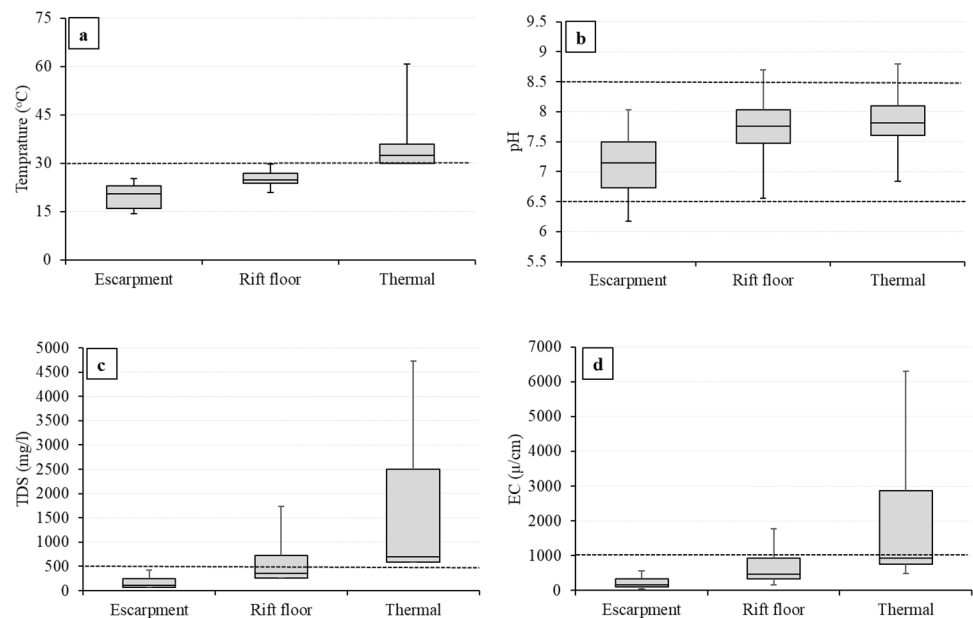 a
Temprature (°C)
75
60
45
30
15
0
Escarpment Rift floor Thermal
b
pH
9.5
9
8.5
8
7.5
7
6.5
6
5.5
Escarpment Rift floor Thermal
c
TDS (mg/l)
5000
4500
4000
3500
3000
2500
2000
1500
1000
500
0
Escarpment Rift floor Thermal
d
EC (µ/cm)
7000
6000
5000
4000
3000
2000
1000
0
Escarpment Rift floor Thermal